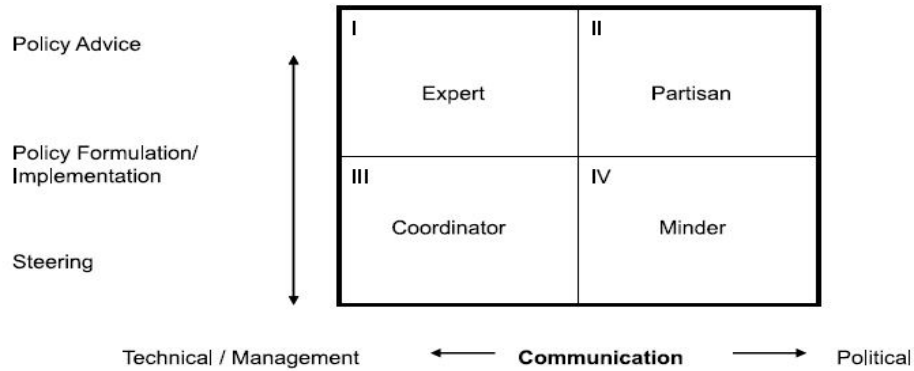 I
II
Policy Advice
Expert
Partisan
Policy Formulation/
Implementation
III
IV
Coordinator
Minder
Steering
Technical / Management
Communication
Political